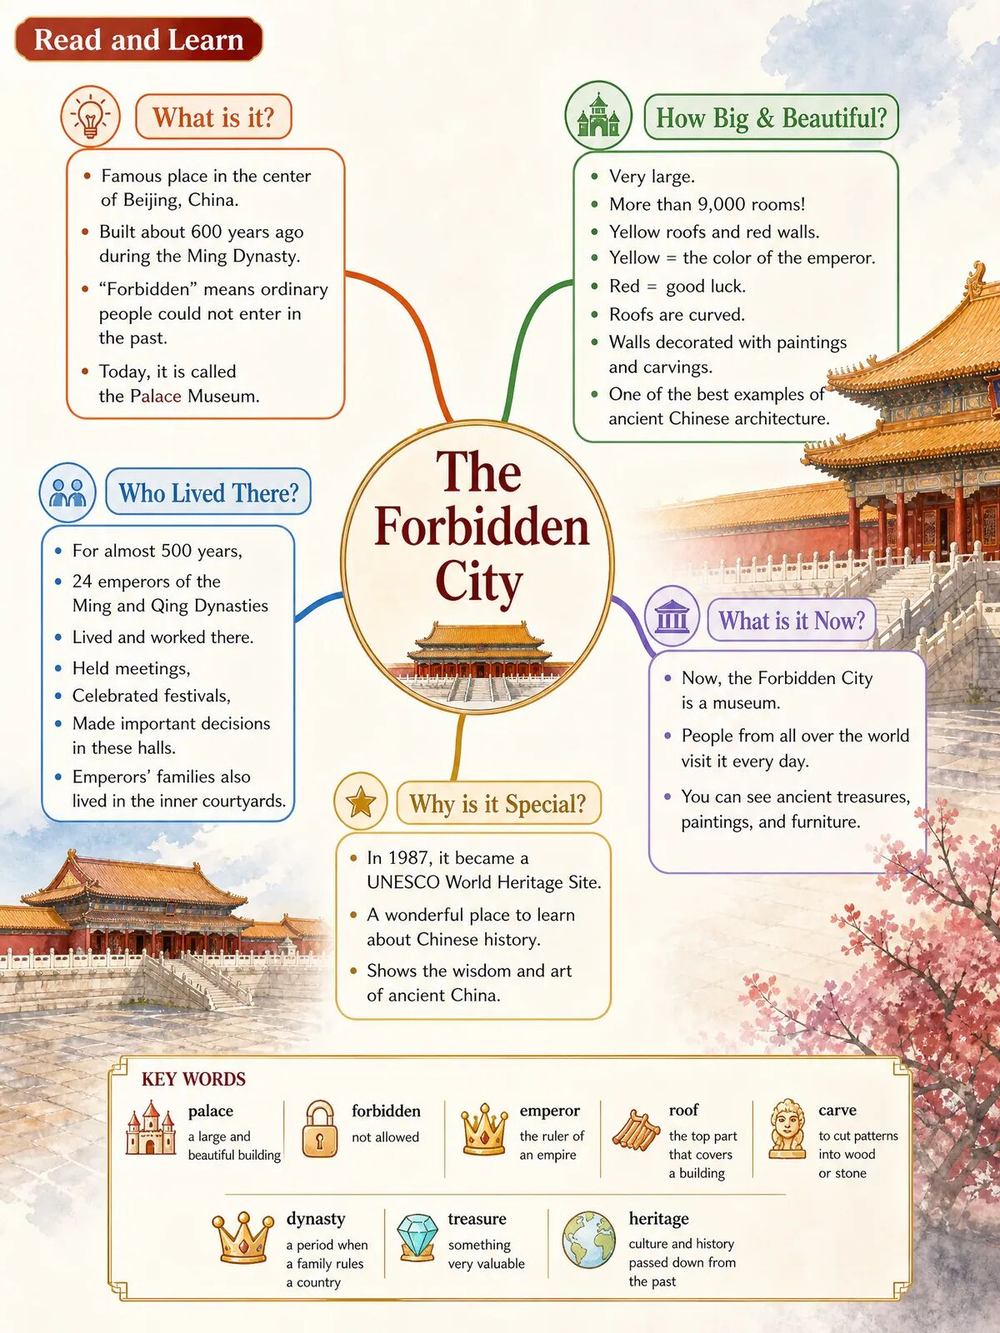 Read and Learn
What is it?
• Famous place in the center
of Beijing, China.
• Built about 600 years ago
during the Ming Dynasty.
• “Forbidden” means ordinary
people could not enter in
the past.
• Today, it is called
the Palace Museum.
How Big & Beautiful?
• Very large.
• More than 9,000 rooms!
• Yellow roofs and red walls.
• Yellow = the color of the emperor.
• Red = good luck.
• Roofs are curved.
• Walls decorated with paintings
and carvings.
• One of the best examples of
ancient Chinese architecture.
The
Forbidden
City
Who Lived There?
• For almost 500 years,
• 24 emperors of the
Ming and Qing Dynasties
• Lived and worked there.
• Held meetings,
• Celebrated festivals,
• Made important decisions
in these halls.
• Emperors’ families also
lived in the inner courtyards.
What is it Now?
• Now, the Forbidden City
is a museum.
• People from all over the world
visit it every day.
• You can see ancient treasures,
paintings, and furniture.
Why is it Special?
• In 1987, it became a
UNESCO World Heritage Site.
• A wonderful place to learn
about Chinese history.
• Shows the wisdom and art
of ancient China.
KEY WORDS
palace
a large and
beautiful building
forbidden
not allowed
emperor
the ruler of
an empire
roof
the top part
that covers
a building
carve
to cut patterns
into wood
or stone
dynasty
a period when
a family rules
a country
treasure
something
very valuable
heritage
culture and history
passed down from
the past